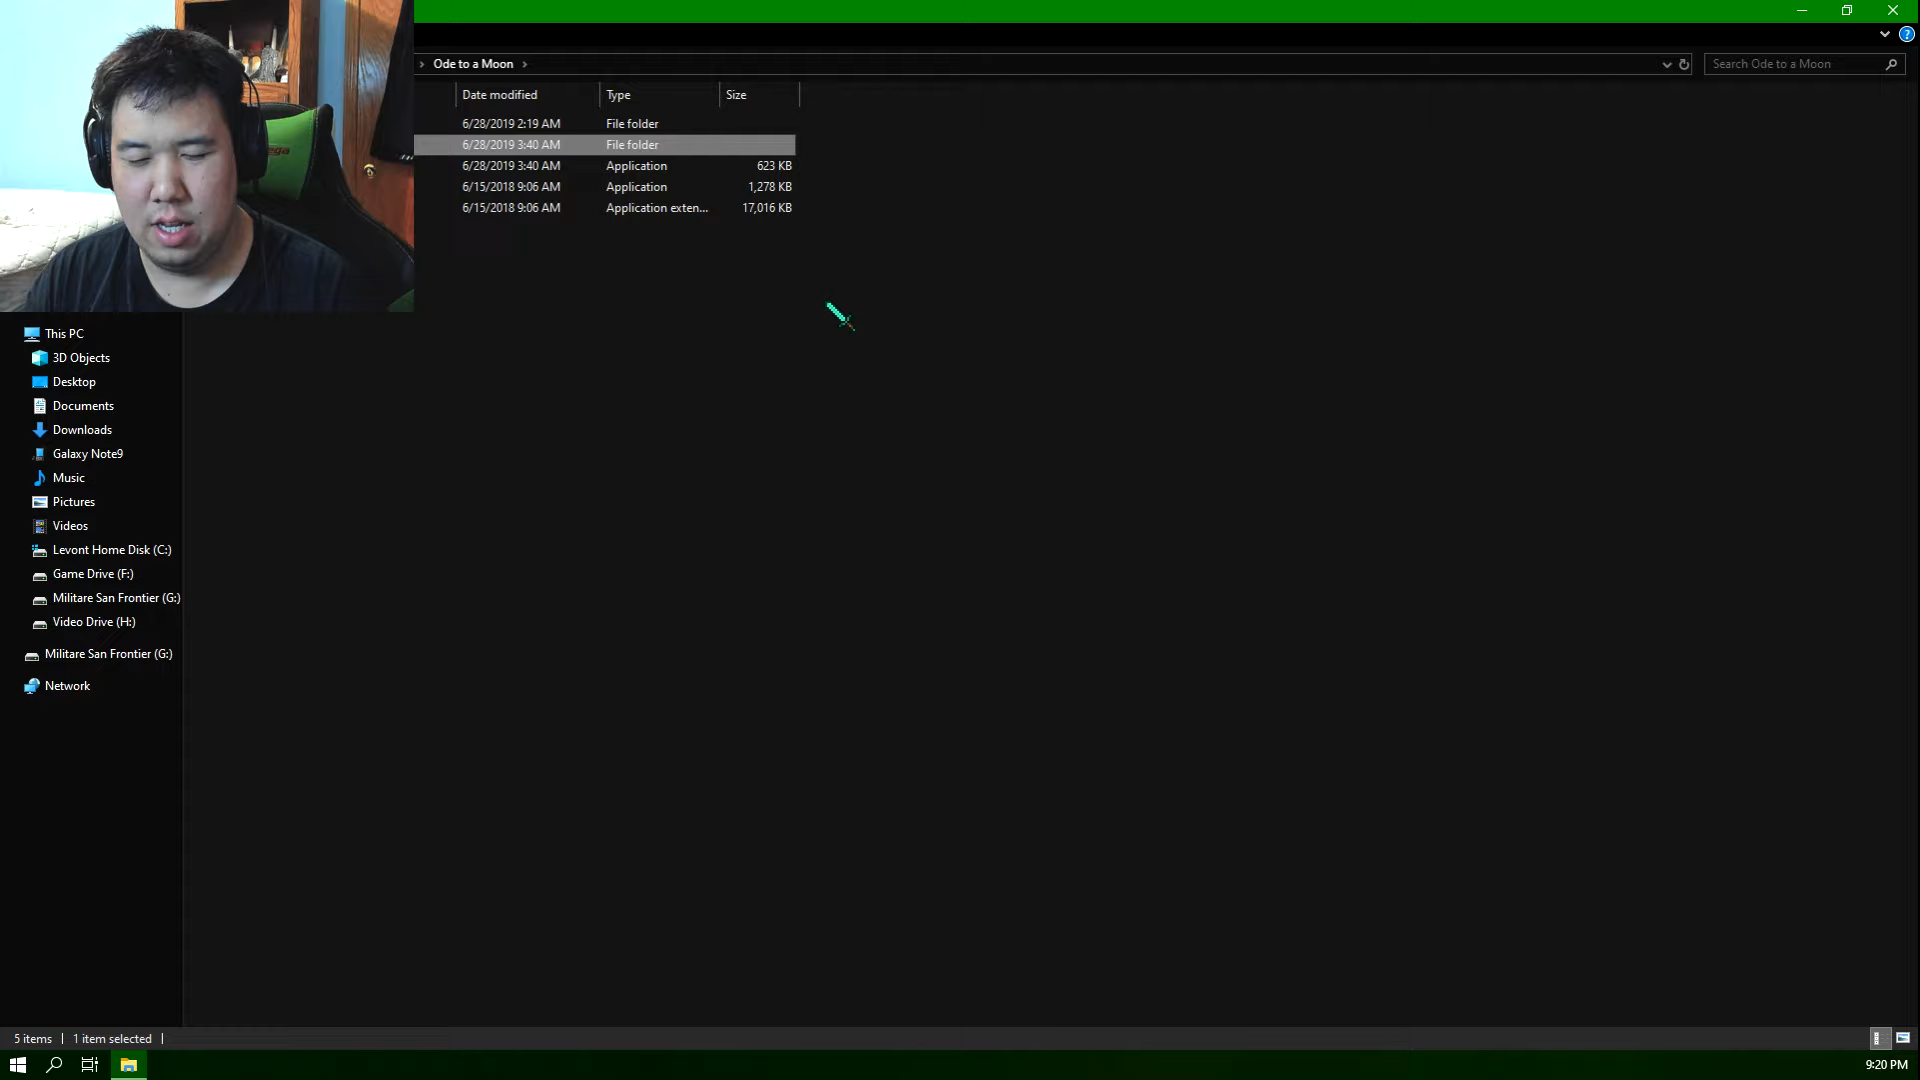 Ode to a Moon
Search Ode to a Moon
Date modified Type Size
6/28/2019 2:19 AM File folder
6/28/2019 3:40 AM File folder
6/28/2019 3:40 AM Application 623 KB
6/15/2018 9:06 AM Application 1,278 KB
6/15/2018 9:06 AM Application exten... 17,016 KB
This PC
3D Objects
Desktop
Documents
Downloads
Galaxy Note9
Music
Pictures
Videos
Levont Home Disk (C:)
Game Drive (F:)
Militare San Frontier (G:)
Video Drive (H:)
Militare San Frontier (G:)
Network
5 items 1 item selected
9:20 PM